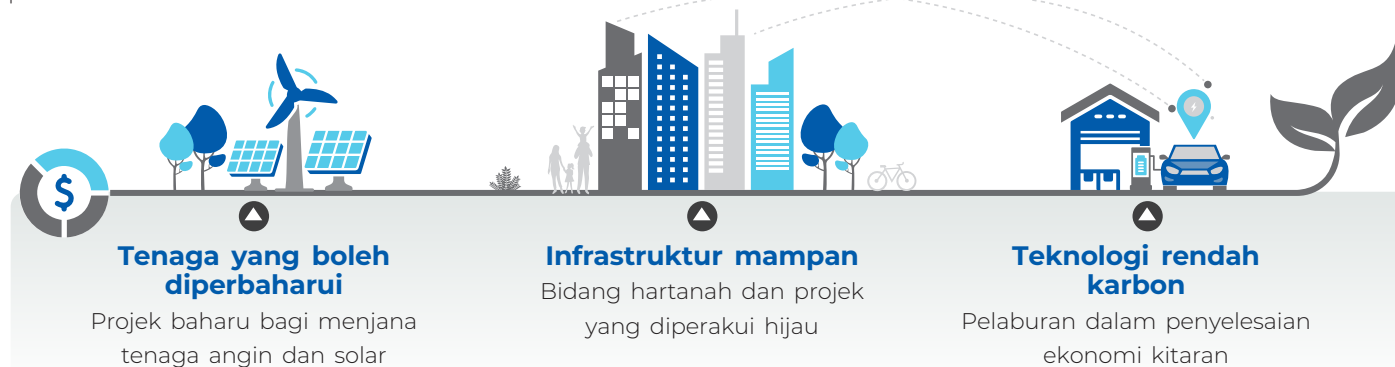 $
Tenaga yang boleh
diperbaharui
Projek baharu bagi menjana
tenaga angin dan solar
Infrastruktur mampan
Bidang hartanah dan projek
yang diperakui hijau
Teknologi rendah
karbon
Pelaburan dalam penyelesaian
ekonomi kitaran